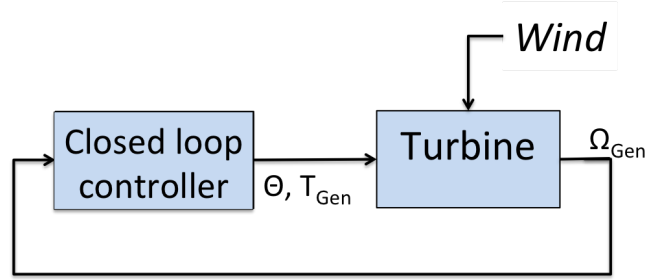 Wind
Closed loop
controller
Θ, T_Gen
Turbine
Ω_Gen